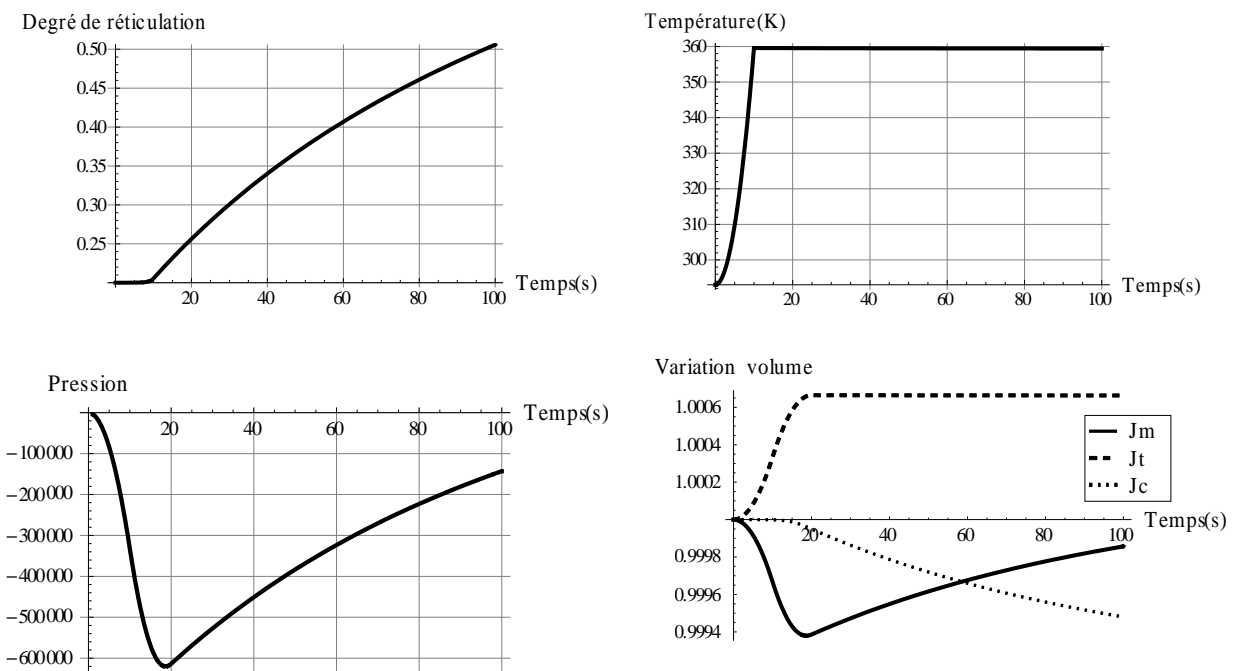 Degré de réticulation
0.50
0.45
0.40
0.35
0.30
0.25
20 40 60 80 100
Temps(s)
Température(K)
360
350
340
330
320
310
300
20 40 60 80 100
Temps(s)
Pression
20 40 60 80 100
Temps(s)
−100000
−200000
−300000
−400000
−500000
−600000
Variation volume
1.0006
1.0004
1.0002
0.9998
0.9996
0.9994
20 40 60 80 100
Temps(s)
Jm
Jt
Jc